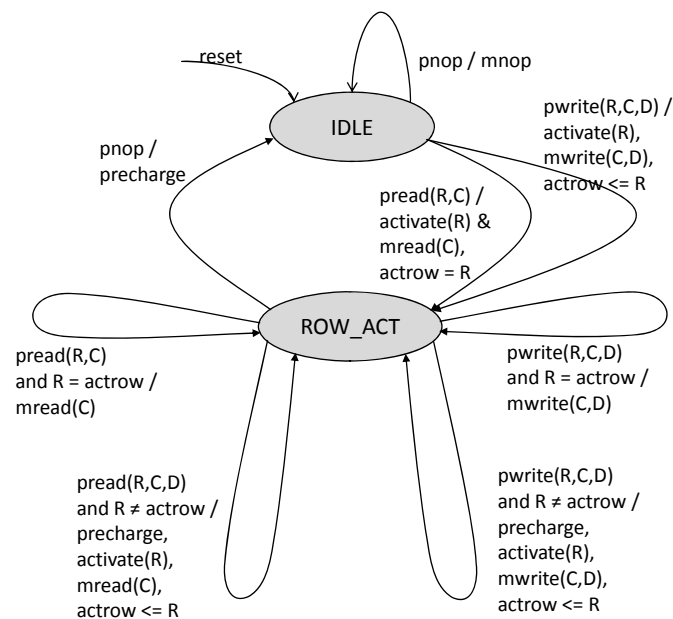 reset
pnop / mnop
IDLE
pwrite(R,C,D) /
activate(R),
mwrite(C,D),
actrow <= R
pnop /
precharge
pread(R,C) /
activate(R) &
mread(C),
actrow = R
ROW_ACT
pread(R,C)
and R = actrow /
mread(C)
pwrite(R,C,D)
and R = actrow /
mwrite(C,D)
pread(R,C,D)
and R ≠ actrow /
precharge,
activate(R),
mread(C),
actrow <= R
pwrite(R,C,D)
and R ≠ actrow /
precharge,
activate(R),
mwrite(C,D),
actrow <= R